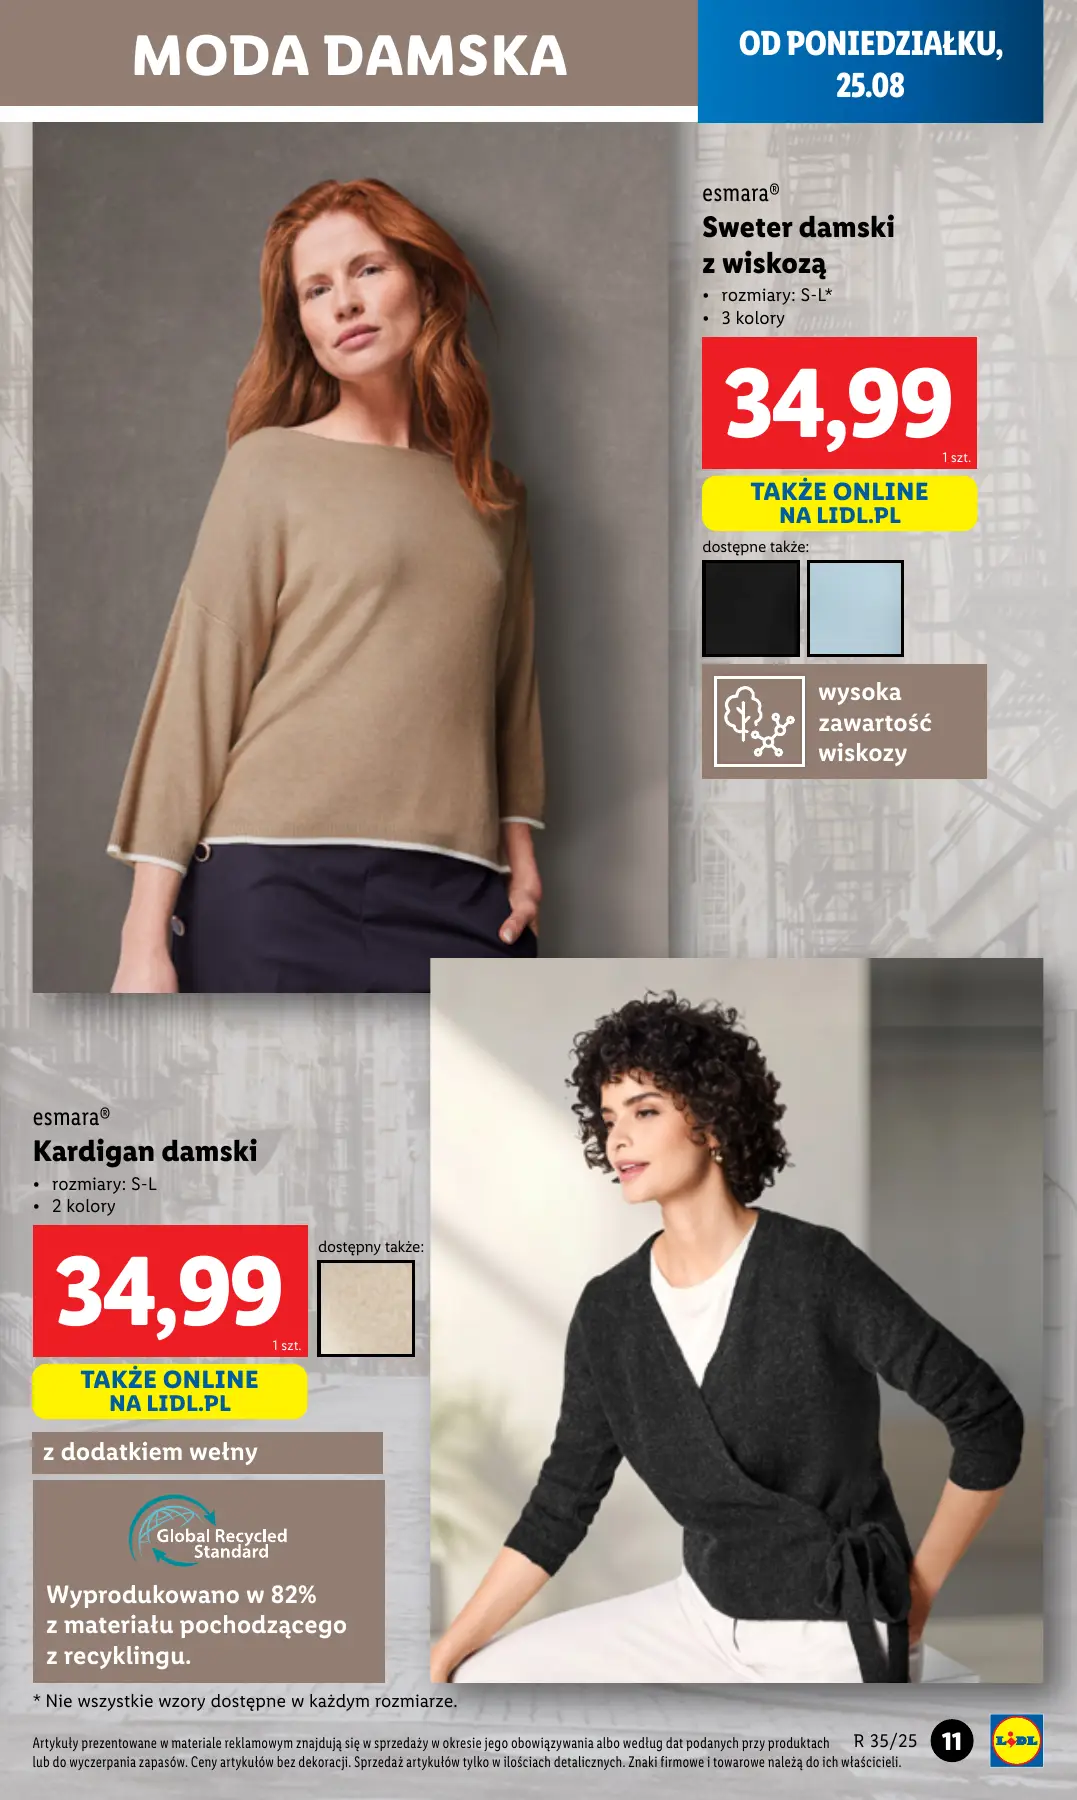 MODA DAMSKA
OD PONIEDZIAŁKU,
25.08
esmara®
Sweter damski
z wiskozą
• rozmiary: S-L*
• 3 kolory
34,99
1 szt.
TAKŻE ONLINE
NA LIDL.PL
dostępne także:
wysoka
zawartość
wiskozy
esmara®
Kardigan damski
• rozmiary: S-L
• 2 kolory
34,99
1 szt.
dostępny także:
TAKŻE ONLINE
NA LIDL.PL
z dodatkiem wełny
Global Recycled
Standard
Wyprodukowano w 82%
z materiału pochodzącego
z recyklingu.
* Nie wszystkie wzory dostępne w każdym rozmiarze.
Artykuły prezentowane w materiale reklamowym znajdują się w sprzedaży w okresie jego obowiązywania albo według dat podanych przy produktach
lub do wyczerpania zapasów. Ceny artykułów bez dekoracji. Sprzedaż artykułów tylko w ilościach detalicznych. Znaki firmowe i towarowe należą do ich właścicieli.
R 35/25
11
LIDL